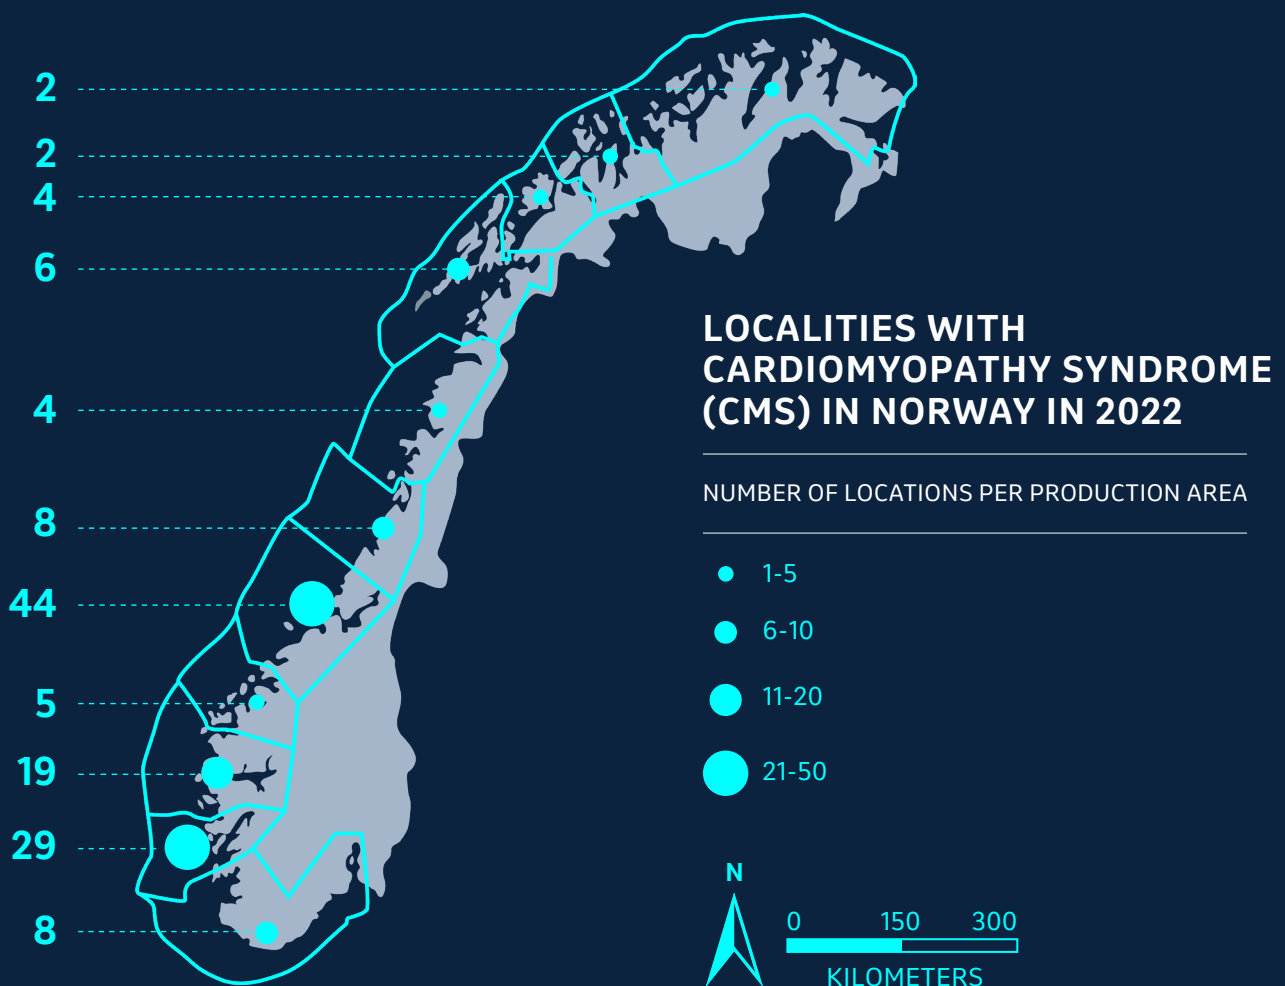 2
2
4
6
4
8
44
5
19
29
8
LOCALITIES WITH
CARDIOMYOPATHY SYNDROME
(CMS) IN NORWAY IN 2022
NUMBER OF LOCATIONS PER PRODUCTION AREA
1-5
6-10
11-20
21-50
N
0 150 300
KILOMETERS